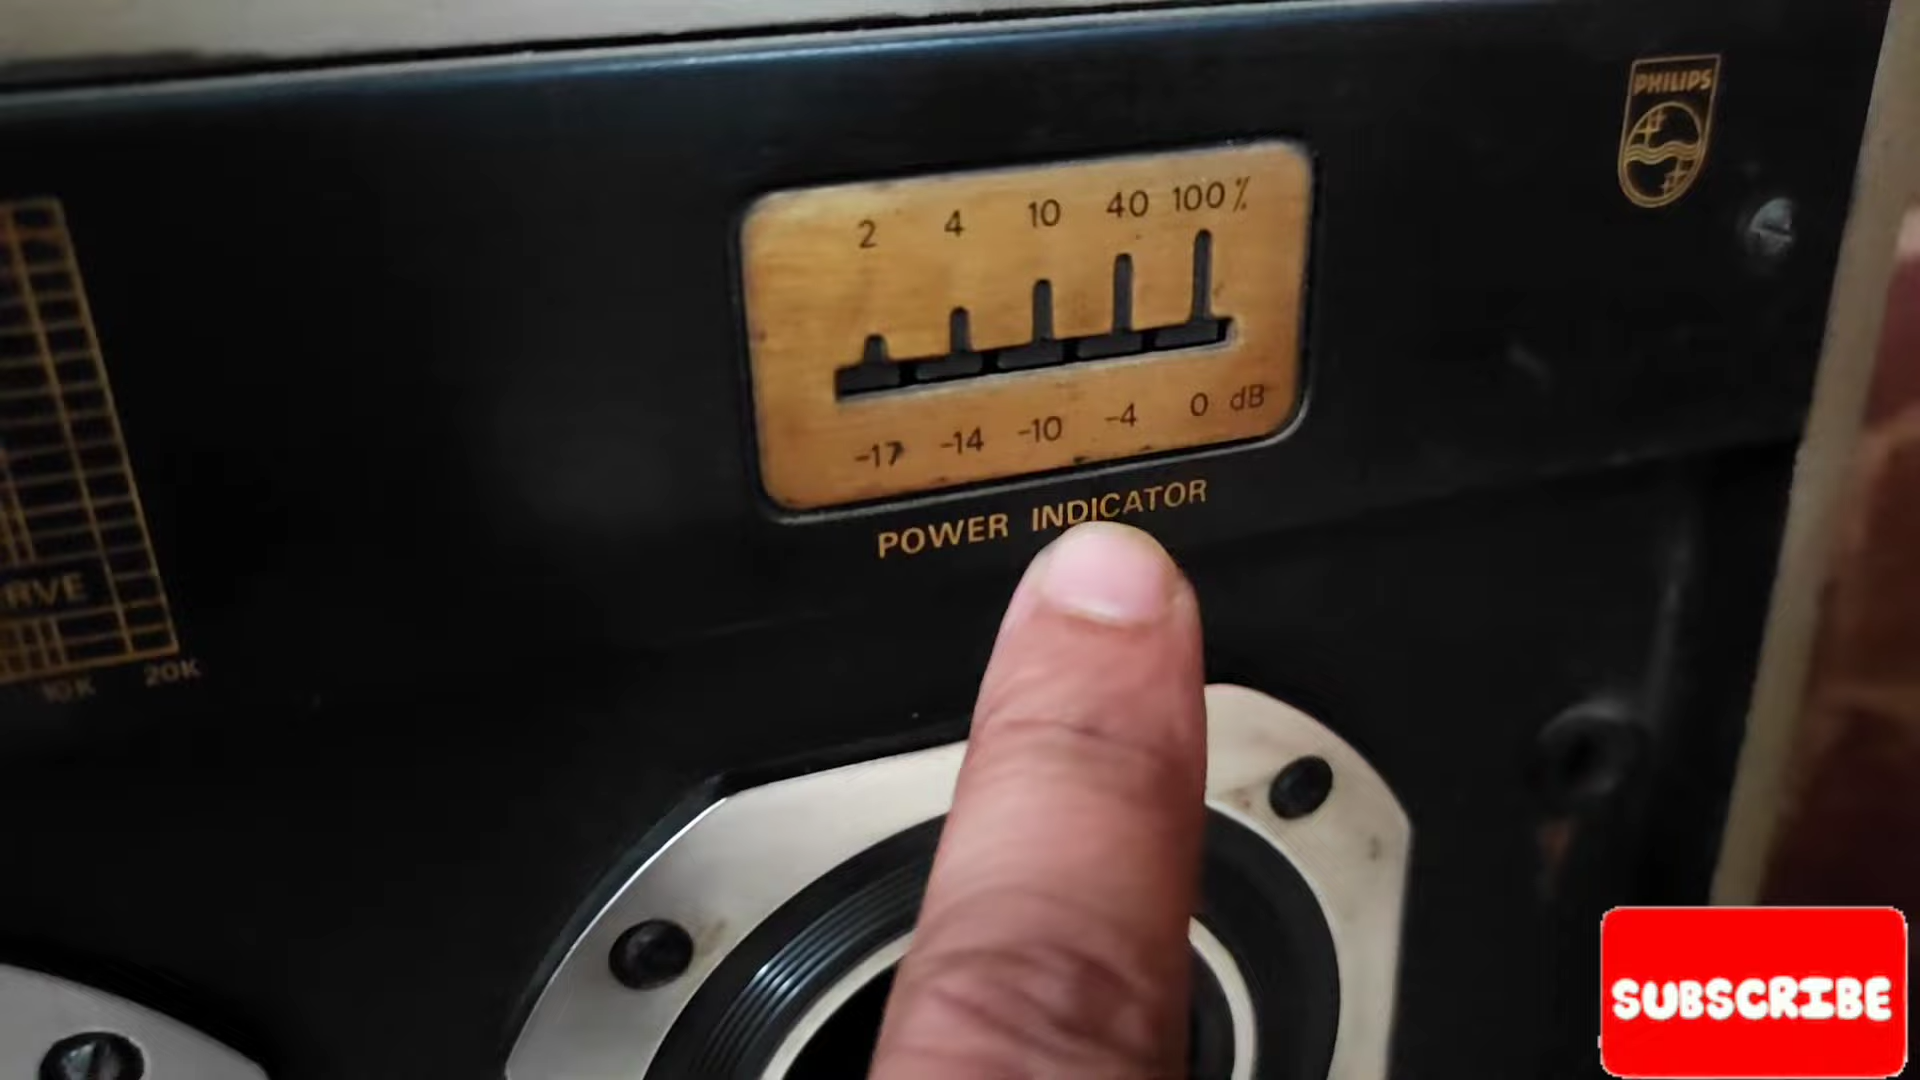 PHILIPS
2 4 10 40 100 %
-17 -14 -10 -4 0 dB
POWER INDICATOR
RVE
10K 20K
SUBSCRIBE